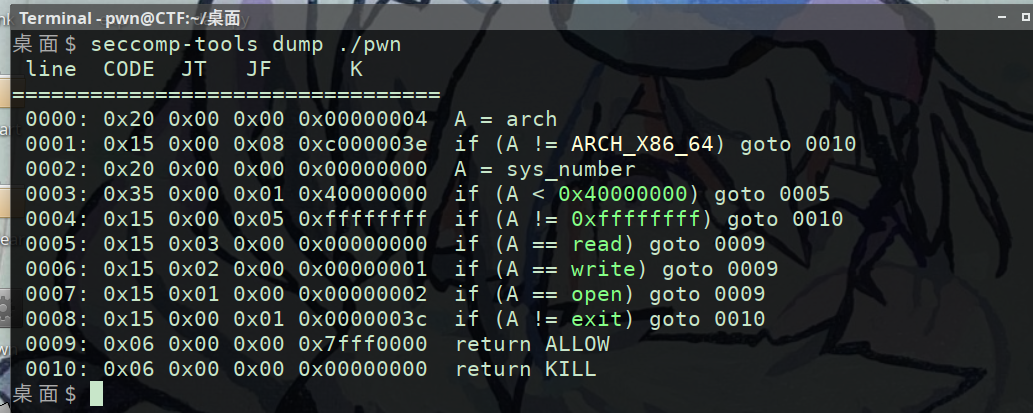 Terminal - pwn@CTF:~/桌面
桌面$ seccomp-tools dump ./pwn
 line  CODE  JT   JF      K
=================================
 0000: 0x20 0x00 0x00 0x00000004  A = arch
 0001: 0x15 0x00 0x08 0xc000003e  if (A != ARCH_X86_64) goto 0010
 0002: 0x20 0x00 0x00 0x00000000  A = sys_number
 0003: 0x35 0x00 0x01 0x40000000  if (A < 0x40000000) goto 0005
 0004: 0x15 0x00 0x05 0xffffffff  if (A != 0xffffffff) goto 0010
 0005: 0x15 0x03 0x00 0x00000000  if (A == read) goto 0009
 0006: 0x15 0x02 0x00 0x00000001  if (A == write) goto 0009
 0007: 0x15 0x01 0x00 0x00000002  if (A == open) goto 0009
 0008: 0x15 0x00 0x01 0x0000003c  if (A != exit) goto 0010
 0009: 0x06 0x00 0x00 0x7fff0000  return ALLOW
 0010: 0x06 0x00 0x00 0x00000000  return KILL
桌面$